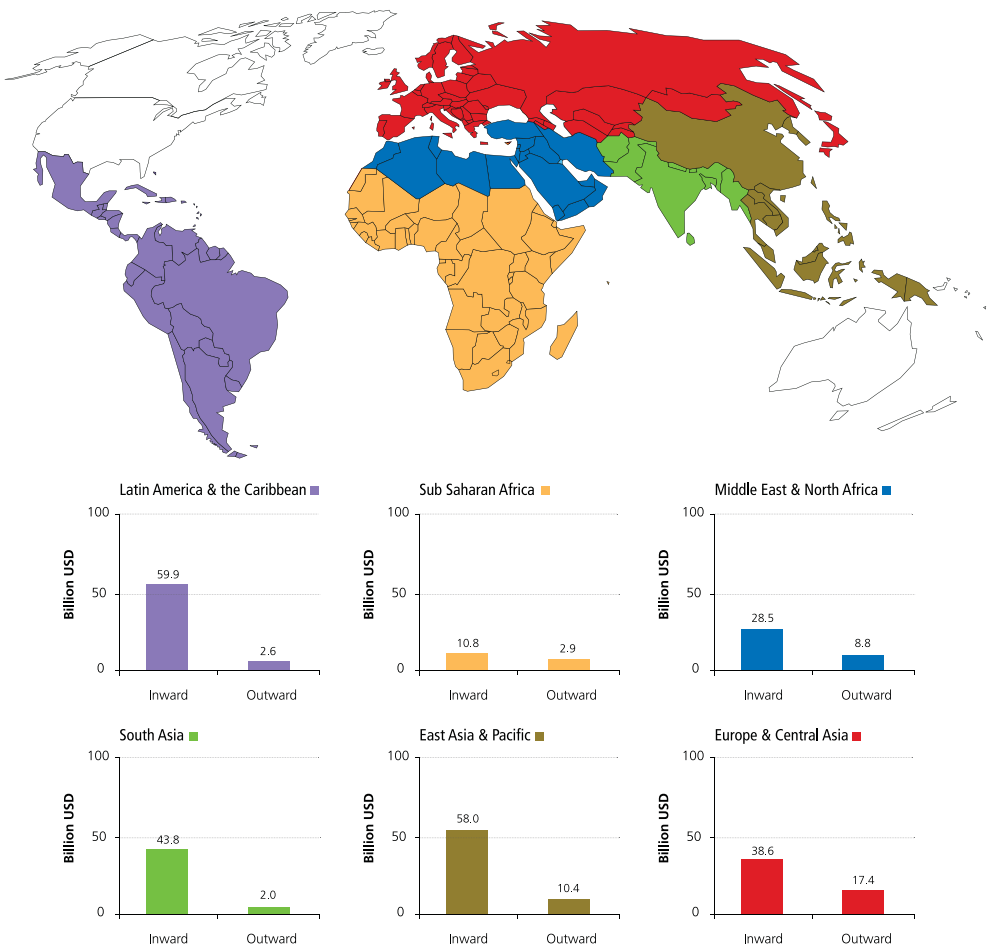 Latin America & the Caribbean
100
50
0
Billion USD
59.9
2.6
Inward
Outward
Sub Saharan Africa
100
50
0
Billion USD
10.8
2.9
Inward
Outward
Middle East & North Africa
100
50
0
Billion USD
28.5
8.8
Inward
Outward
South Asia
100
50
0
Billion USD
43.8
2.0
Inward
Outward
East Asia & Pacific
100
50
0
Billion USD
58.0
10.4
Inward
Outward
Europe & Central Asia
100
50
0
Billion USD
38.6
17.4
Inward
Outward